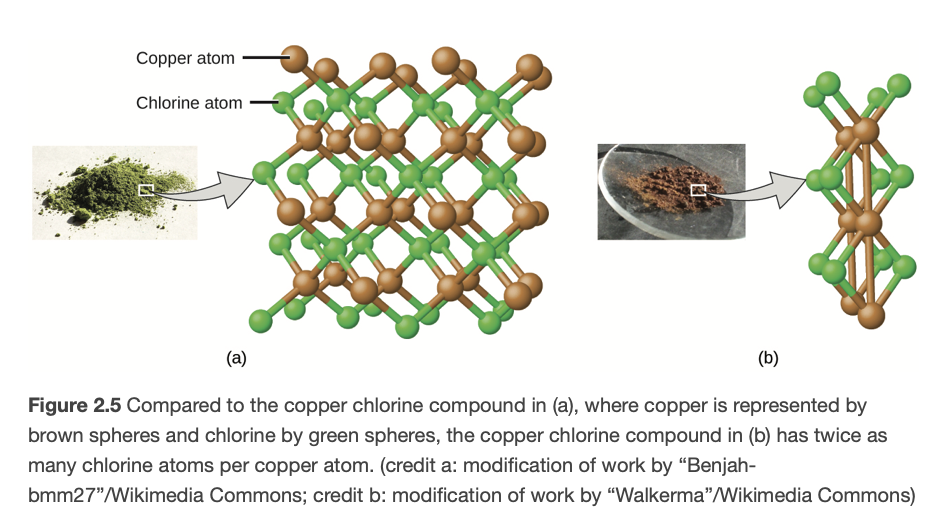 Copper atom
Chlorine atom
(a)
(b)
Figure 2.5 Compared to the copper chlorine compound in (a), where copper is represented by
brown spheres and chlorine by green spheres, the copper chlorine compound in (b) has twice as
many chlorine atoms per copper atom. (credit a: modification of work by “Benjah-
bmm27”/Wikimedia Commons; credit b: modification of work by “Walkerma”/Wikimedia Commons)